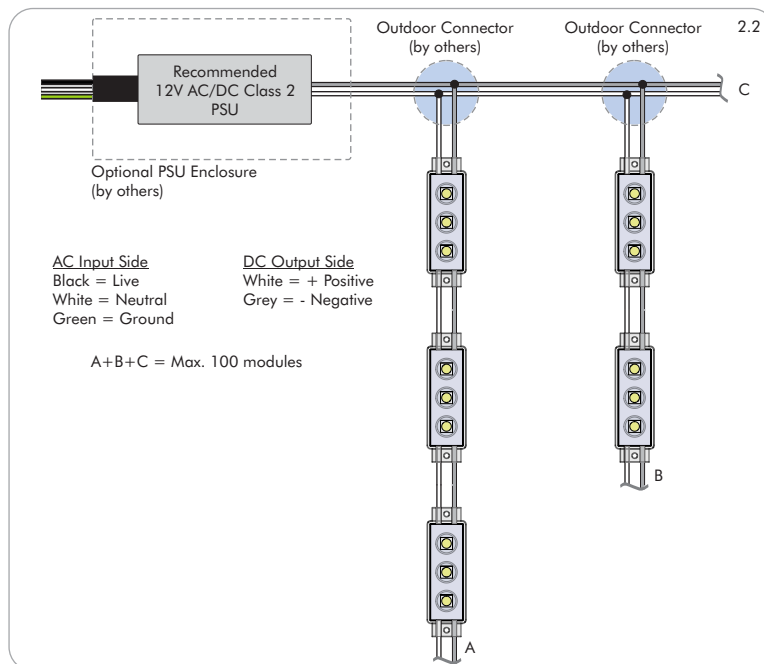 Outdoor Connector
(by others)
Outdoor Connector
(by others)
2.2
Recommended
12V AC/DC Class 2
PSU
C
Optional PSU Enclosure
(by others)
AC Input Side
Black = Live
White = Neutral
Green = Ground
DC Output Side
White = + Positive
Grey = - Negative
A+B+C = Max. 100 modules
B
A